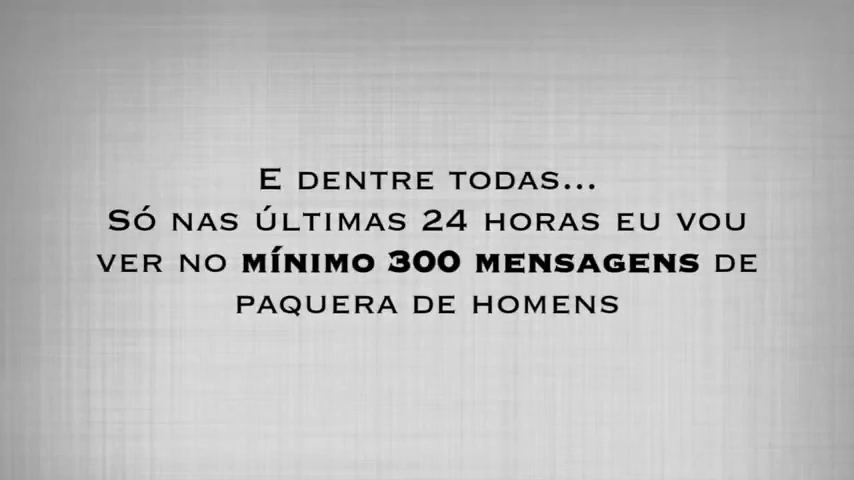 E DENTRE TODAS...
SÓ NAS ÚLTIMAS 24 HORAS EU VOU
VER NO MÍNIMO 300 MENSAGENS DE
PAQUERA DE HOMENS